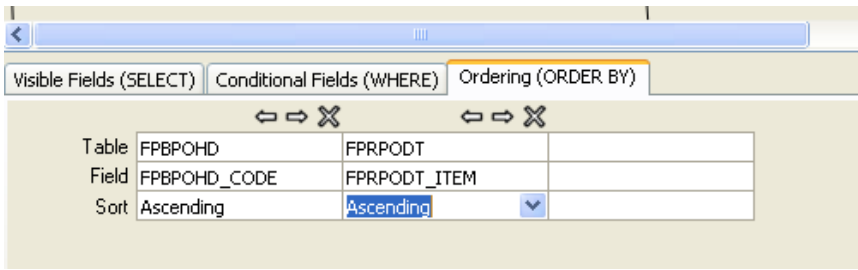 Visible Fields (SELECT) Conditional Fields (WHERE) Ordering (ORDER BY)
Table FPBPOHD FPRPODT
Field FPBPOHD_CODE FPRPODT_ITEM
Sort Ascending Ascending